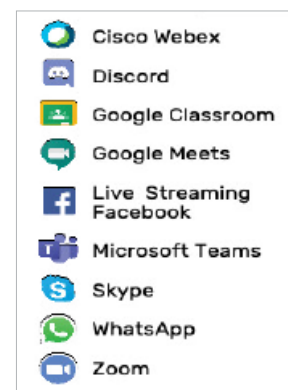 Cisco Webex
Discord
Google Classroom
Google Meets
Live Streaming
Facebook
Microsoft Teams
Skype
WhatsApp
Zoom